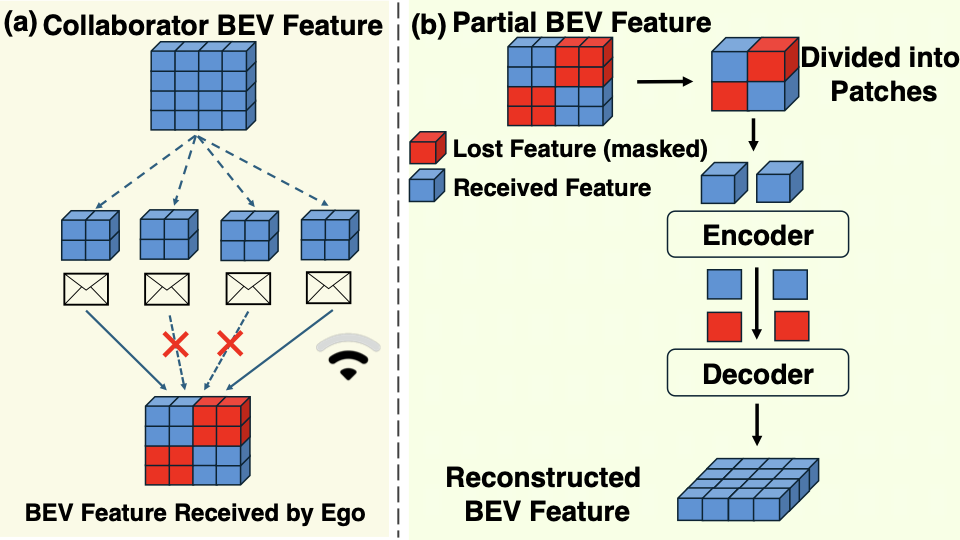 (a) Collaborator BEV Feature
BEV Feature Received by Ego
(b) Partial BEV Feature
Divided into
Patches
Lost Feature (masked)
Received Feature
Encoder
Decoder
Reconstructed
BEV Feature